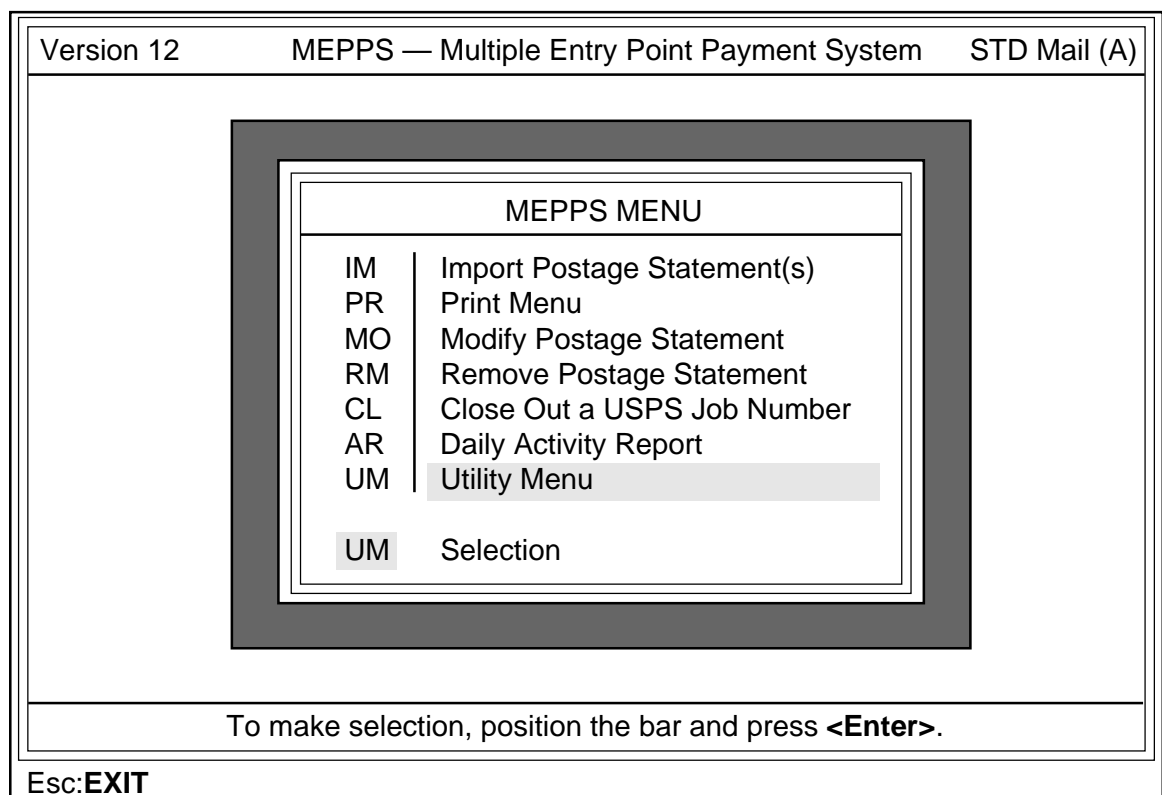 Version 12 MEPPS — Multiple Entry Point Payment System STD Mail (A)
MEPPS MENU
IM Import Postage Statement(s)
PR Print Menu
MO Modify Postage Statement
RM Remove Postage Statement
CL Close Out a USPS Job Number
AR Daily Activity Report
UM Utility Menu
UM Selection
To make selection, position the bar and press <Enter>.
Esc:EXIT